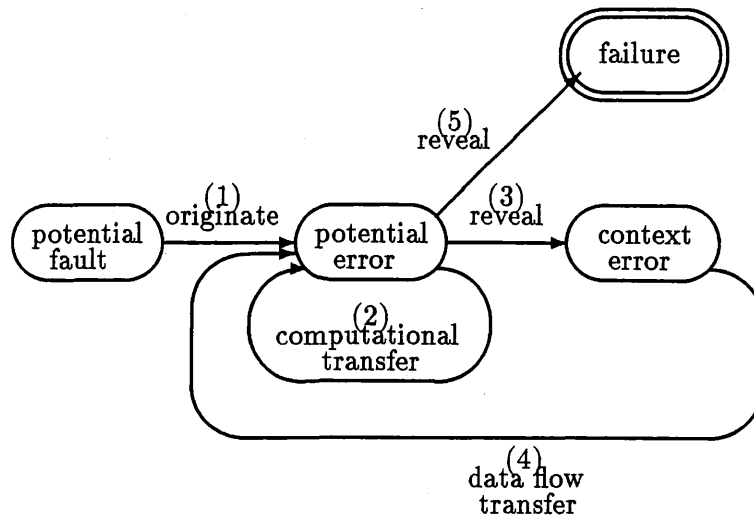 failure
(5)
reveal
(1)
originate
(3)
reveal
potential
fault
potential
error
context
error
(2)
computational
transfer
(4)
data flow
transfer